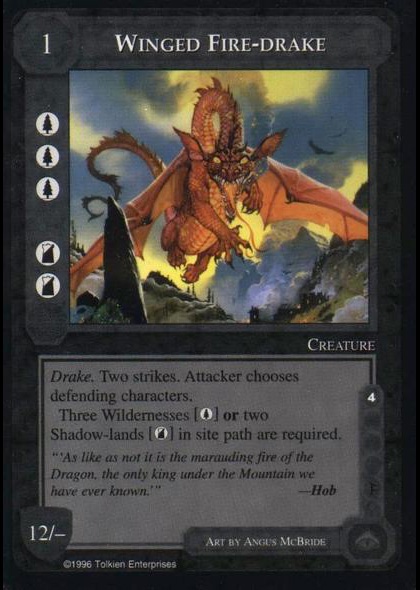 1
WINGED FIRE-DRAKE
CREATURE
Drake. Two strikes. Attacker chooses
defending characters.
Three Wildernesses [ ] or two
Shadow-lands [ ] in site path are required.
4
"'As like as not it is the marauding fire of the
Dragon, the only king under the Mountain we
have ever known.'" —Hob
F
12/–
ART BY ANGUS MCBRIDE
©1996 Tolkien Enterprises